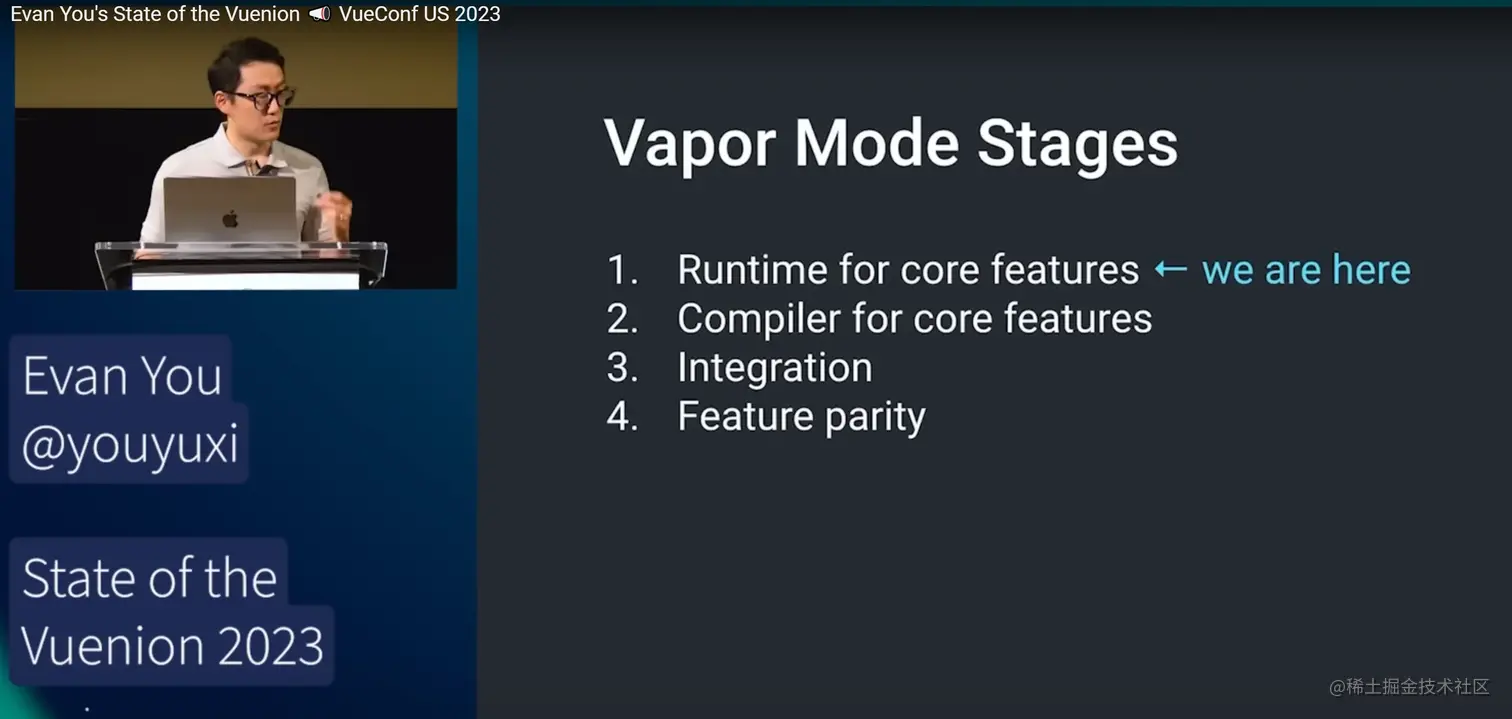 Evan You's State of the Vuenion 📣 VueConf US 2023
Evan You
@youyuxi
State of the
Vuenion 2023
Vapor Mode Stages
1. Runtime for core features ← we are here
2. Compiler for core features
3. Integration
4. Feature parity
@稀土掘金技术社区